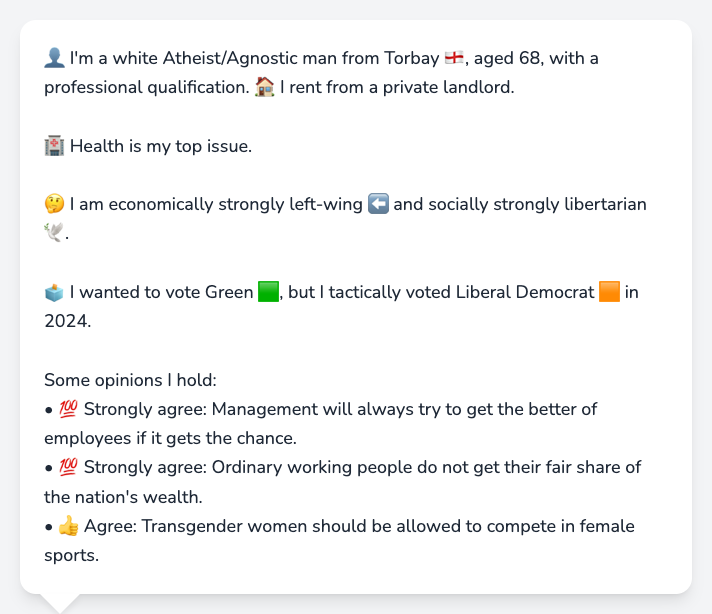 👤 I'm a white Atheist/Agnostic man from Torbay 🏴󠁧󠁢󠁥󠁮󠁧󠁿, aged 68, with a
professional qualification. 🏠 I rent from a private landlord.
🏥 Health is my top issue.
🤔 I am economically strongly left-wing ⬅️ and socially strongly libertarian
🕊️.
🗳️ I wanted to vote Green 🟩, but I tactically voted Liberal Democrat 🟧 in
2024.
Some opinions I hold:
• 💯 Strongly agree: Management will always try to get the better of
employees if it gets the chance.
• 💯 Strongly agree: Ordinary working people do not get their fair share of
the nation's wealth.
• 👍 Agree: Transgender women should be allowed to compete in female
sports.